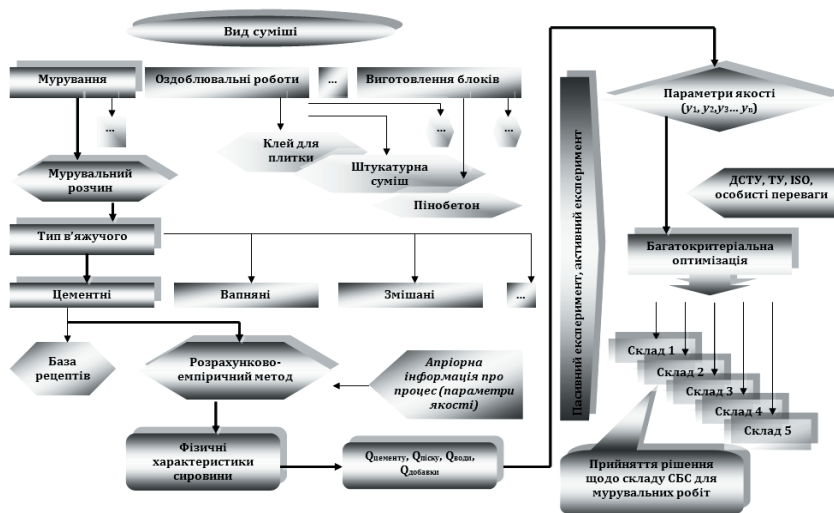 Вид суміші
Мурування
Оздоблювальні роботи
...
Виготовлення блоків
...
...
...
Клей для
плитки
Штукатурна
суміш
Пінобетон
Мурувальний
розчин
Тип в'яжучого
Цементні
Вапняні
Змішані
...
База
рецептів
Розрахунково-
емпіричний метод
Апріорна
інформація про
процес (параметри
якості)
Фізичні
характеристики
сировини
Qцементу, Qпіску, Qводи,
Qдобавки
Пасивний експеримент, активний експеримент
Параметри якості
(y1, y2,y3... yn)
ДСТУ, ТУ, ISO,
особисті переваги
Багатокритеріальна
оптимізація
Склад 1
Склад 2
Склад 3
Склад 4
Склад 5
Прийняття рішення
щодо складу СБС для
мурувальних робіт